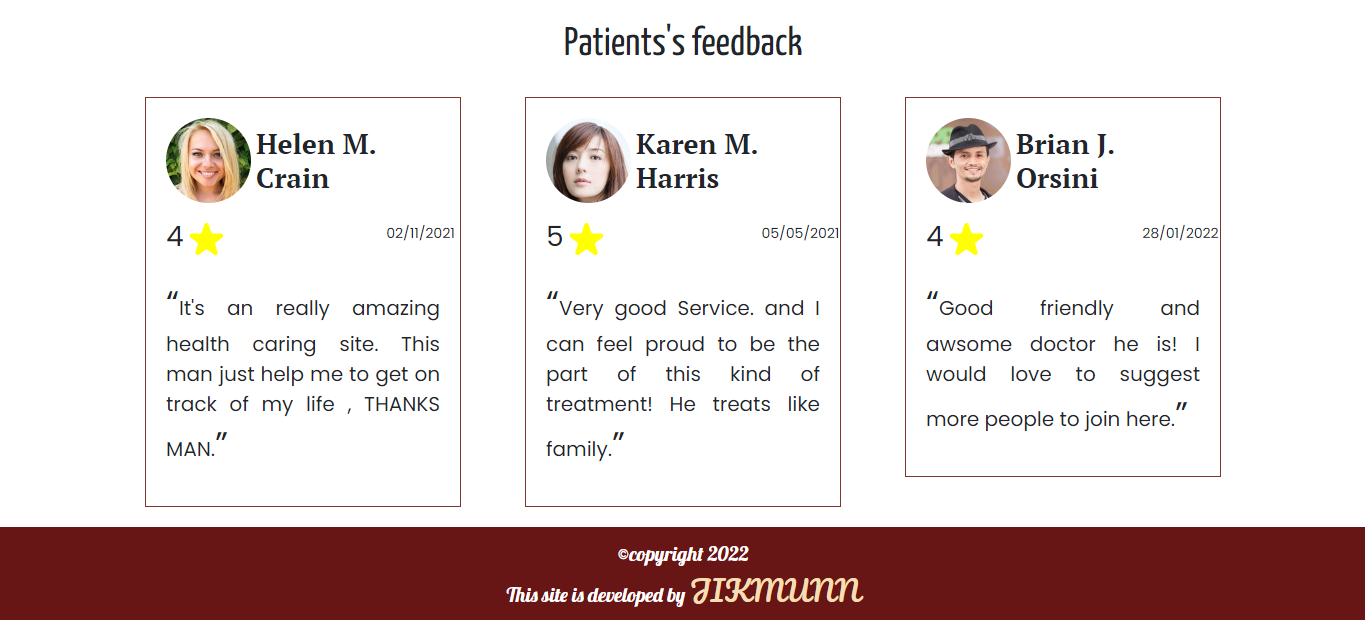 Patients's feedback
Helen M.
Crain
4
02/11/2021
“It's an really amazing
health caring site. This
man just help me to get on
track of my life , THANKS
MAN.”
Karen M.
Harris
5
05/05/2021
“Very good Service. and I
can feel proud to be the
part of this kind of
treatment! He treats like
family.”
Brian J.
Orsini
4
28/01/2022
“Good friendly and
awsome doctor he is! I
would love to suggest
more people to join here.”
©copyright 2022
This site is developed by JIKMUNN